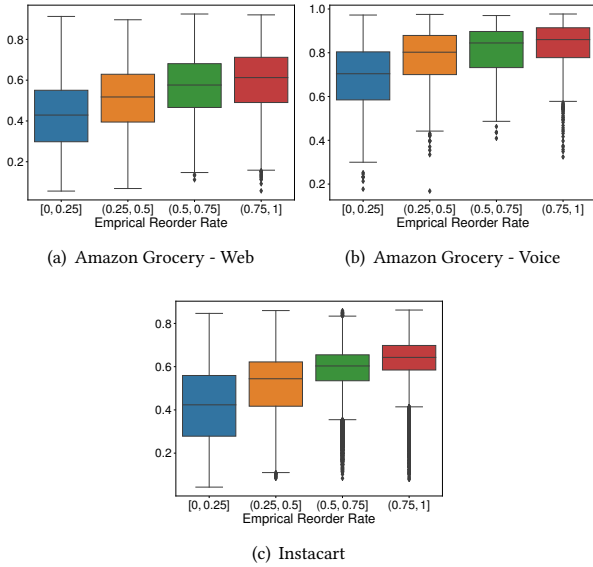 0.8
0.6
0.4
0.2
[0, 0.25] (0.25, 0.5] (0.5, 0.75] (0.75, 1]
Emprical Reorder Rate
(a) Amazon Grocery - Web
1.0
0.8
0.6
0.4
0.2
[0, 0.25] (0.25, 0.5] (0.5, 0.75] (0.75, 1]
Emprical Reorder Rate
(b) Amazon Grocery - Voice
0.8
0.6
0.4
0.2
[0, 0.25] (0.25, 0.5] (0.5, 0.75] (0.75, 1]
Emprical Reorder Rate
(c) Instacart